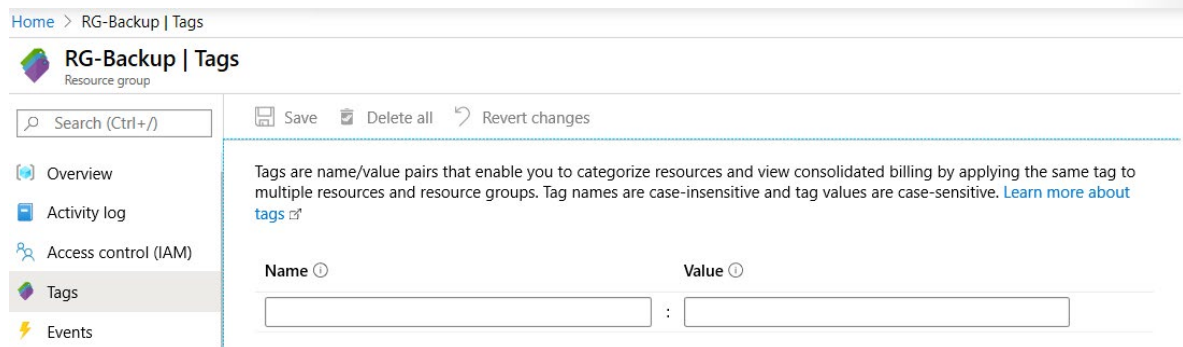 Home > RG-Backup | Tags
RG-Backup | Tags
Resource group
Search (Ctrl+/)
Overview
Activity log
Access control (IAM)
Tags
Events
Save Delete all Revert changes
Tags are name/value pairs that enable you to categorize resources and view consolidated billing by applying the same tag to
multiple resources and resource groups. Tag names are case-insensitive and tag values are case-sensitive. Learn more about
tags
Name Value
: